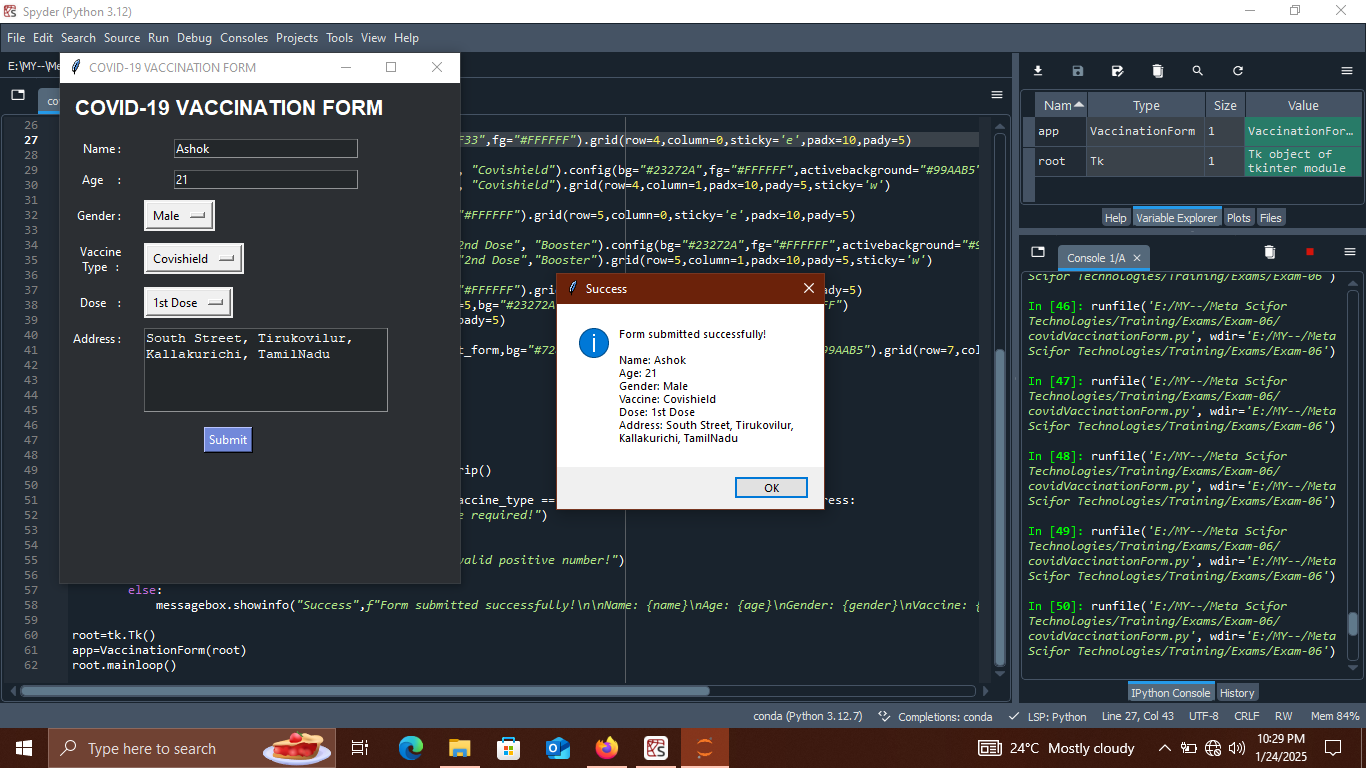 Spyder (Python 3.12)
File Edit Search Source Run Debug Consoles Projects Tools View Help
E:\MY--\Me
COVID-19 VACCINATION FORM
COVID-19 VACCINATION FORM
Name :
Ashok
Age :
21
Gender :
Male
Vaccine
Type :
Covishield
Dose :
1st Dose
Address :
South Street, Tirukovilur,
Kallakurichi, TamilNadu
Submit
co
26
27 F33",fg="#FFFFFF").grid(row=4,column=0,sticky='e',padx=10,pady=5)
28
29 , "Covishield").config(bg="#23272A",fg="#FFFFFF",activebackground="#99AAB5"
30 , "Covishield").grid(row=4,column=1,padx=10,pady=5,sticky='w')
31
32 "#FFFFFF").grid(row=5,column=0,sticky='e',padx=10,pady=5)
33
34 2nd Dose", "Booster").config(bg="#23272A",fg="#FFFFFF",activebackground="#9
35 "2nd Dose","Booster").grid(row=5,column=1,padx=10,pady=5,sticky='w')
36
37 "#FFFFFF").gri dy=5)
38 =5,bg="#23272A FF")
39 pady=5)
40
41 t_form,bg="#72 99AAB5").grid(row=7,col
42
43
44
45
46
47
48
49 rip()
50
51 accine_type == ress:
52 e required!")
53
54
55 valid positive number!")
56
57 else:
58 messagebox.showinfo("Success",f"Form submitted successfully!\n\nName: {name}\nAge: {age}\nGender: {gender}\nVaccine: {
59
60 root=tk.Tk()
61 app=VaccinationForm(root)
62 root.mainloop()
Success
Form submitted successfully!
Name: Ashok
Age: 21
Gender: Male
Vaccine: Covishield
Dose: 1st Dose
Address: South Street, Tirukovilur,
Kallakurichi, TamilNadu
OK
Nam Type Size Value
app VaccinationForm 1 VaccinationFor…
root Tk 1 Tk object of
tkinter module
Help Variable Explorer Plots Files
Console 1/A
Scifor Technologies/Training/Exams/Exam-06')
In [46]: runfile('E:/MY--/Meta Scifor
Technologies/Training/Exams/Exam-06/
covidVaccinationForm.py', wdir='E:/MY--/Meta
Scifor Technologies/Training/Exams/Exam-06')
In [47]: runfile('E:/MY--/Meta Scifor
Technologies/Training/Exams/Exam-06/
covidVaccinationForm.py', wdir='E:/MY--/Meta
Scifor Technologies/Training/Exams/Exam-06')
In [48]: runfile('E:/MY--/Meta Scifor
Technologies/Training/Exams/Exam-06/
covidVaccinationForm.py', wdir='E:/MY--/Meta
Scifor Technologies/Training/Exams/Exam-06')
In [49]: runfile('E:/MY--/Meta Scifor
Technologies/Training/Exams/Exam-06/
covidVaccinationForm.py', wdir='E:/MY--/Meta
Scifor Technologies/Training/Exams/Exam-06')
In [50]: runfile('E:/MY--/Meta Scifor
Technologies/Training/Exams/Exam-06/
covidVaccinationForm.py', wdir='E:/MY--/Meta
Scifor Technologies/Training/Exams/Exam-06')
IPython Console History
conda (Python 3.12.7) Completions: conda LSP: Python Line 27, Col 43 UTF-8 CRLF RW Mem 84%
Type here to search
24°C Mostly cloudy
10:29 PM
1/24/2025